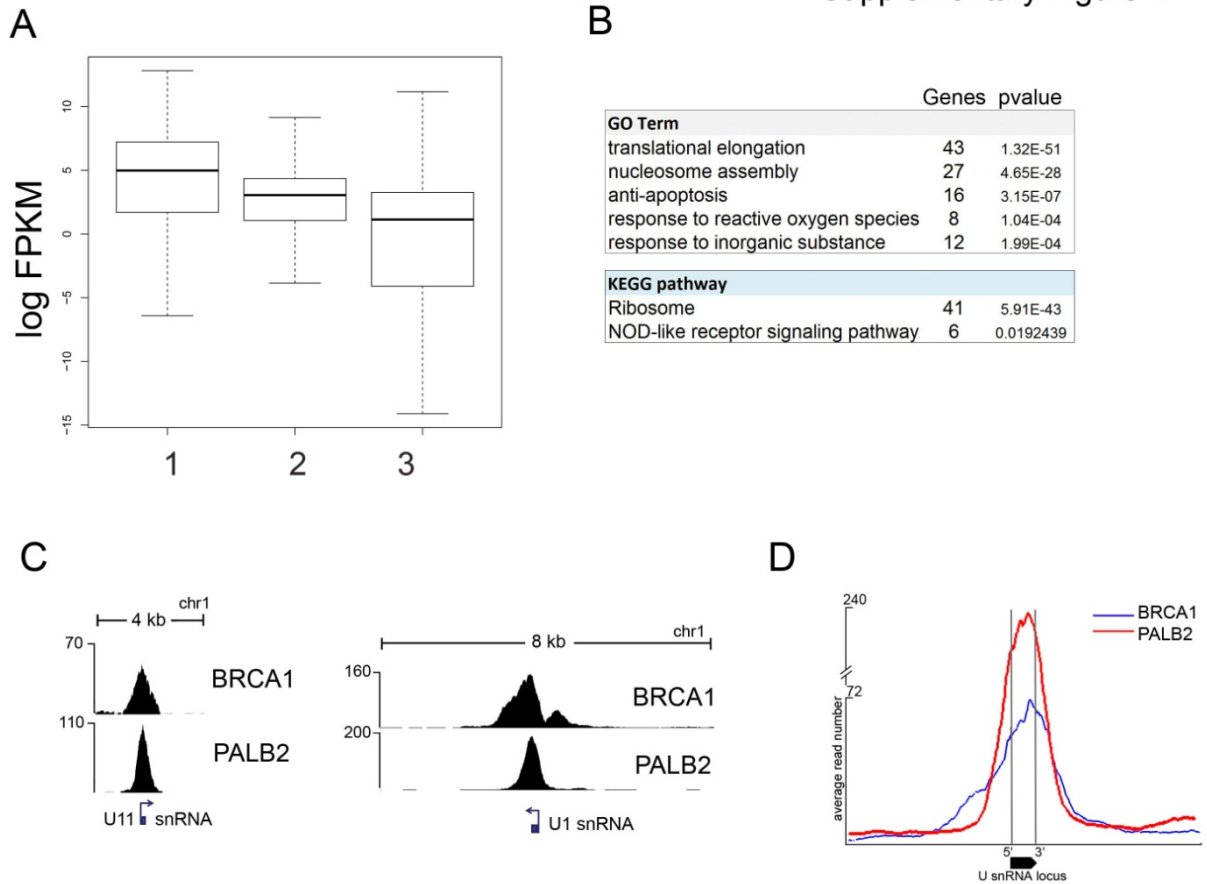 A
log FPKM
10
5
0
−5
−10
−15
1 2 3
B
Genes pvalue
GO Term
translational elongation 43 1.32E-51
nucleosome assembly 27 4.65E-28
anti-apoptosis 16 3.15E-07
response to reactive oxygen species 8 1.04E-04
response to inorganic substance 12 1.99E-04
KEGG pathway
Ribosome 41 5.91E-43
NOD-like receptor signaling pathway 6 0.0192439
C
chr1
4 kb
70
BRCA1
110
PALB2
U11 snRNA
chr1
8 kb
160
BRCA1
200
PALB2
U1 snRNA
D
240
BRCA1
PALB2
72
average read number
5' 3'
U snRNA locus